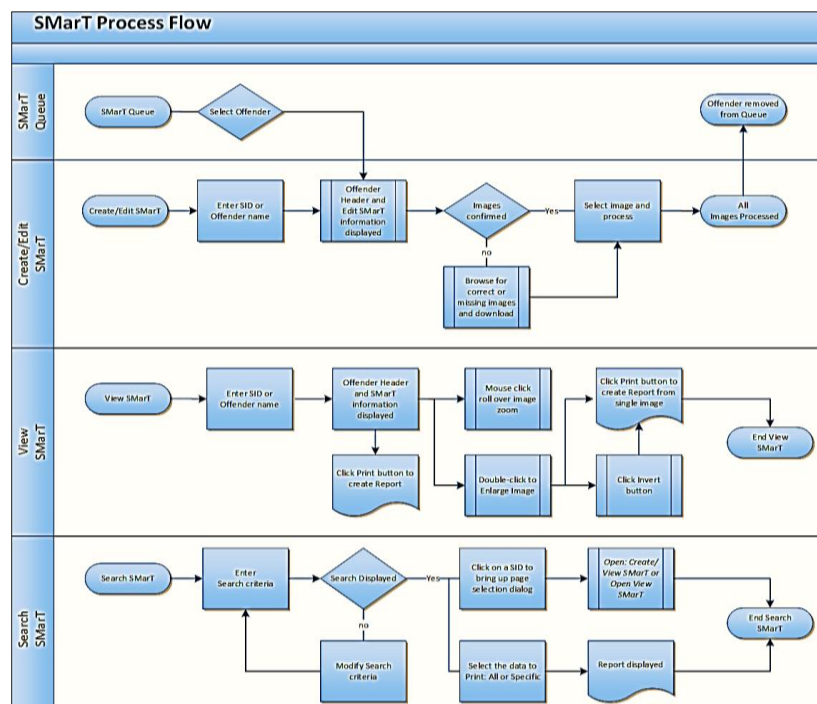 SMarT Process Flow
SMarT
Queue
SMarT Queue
Select Offender
Offender removed
from Queue
Create/Edit
SMarT
Create/Edit SMarT
Enter SID or
Offender name
Offender
Header and
Edit SMarT
information
displayed
Images
confirmed
Yes
no
Select image and
process
All
Images Processed
Browse for
correct or
missing images
and download
View
SMarT
View SMarT
Enter SID or
Offender name
Offender Header
and SMarT
information
displayed
Click Print button to
create Report
Mouse click
roll over image
zoom
Double-click to
Enlarge Image
Click Print button to
create Report from
single image
Click Invert
button
End View
SMarT
Search
SMarT
Search SMarT
Enter
Search criteria
Search Displayed
Yes
no
Modify Search
criteria
Click on a SID to
bring up page
selection dialog
Open: Create/
View SMarT or
Open View
SMarT
Select the data to
Print: All or Specific
Report displayed
End Search
SMarT